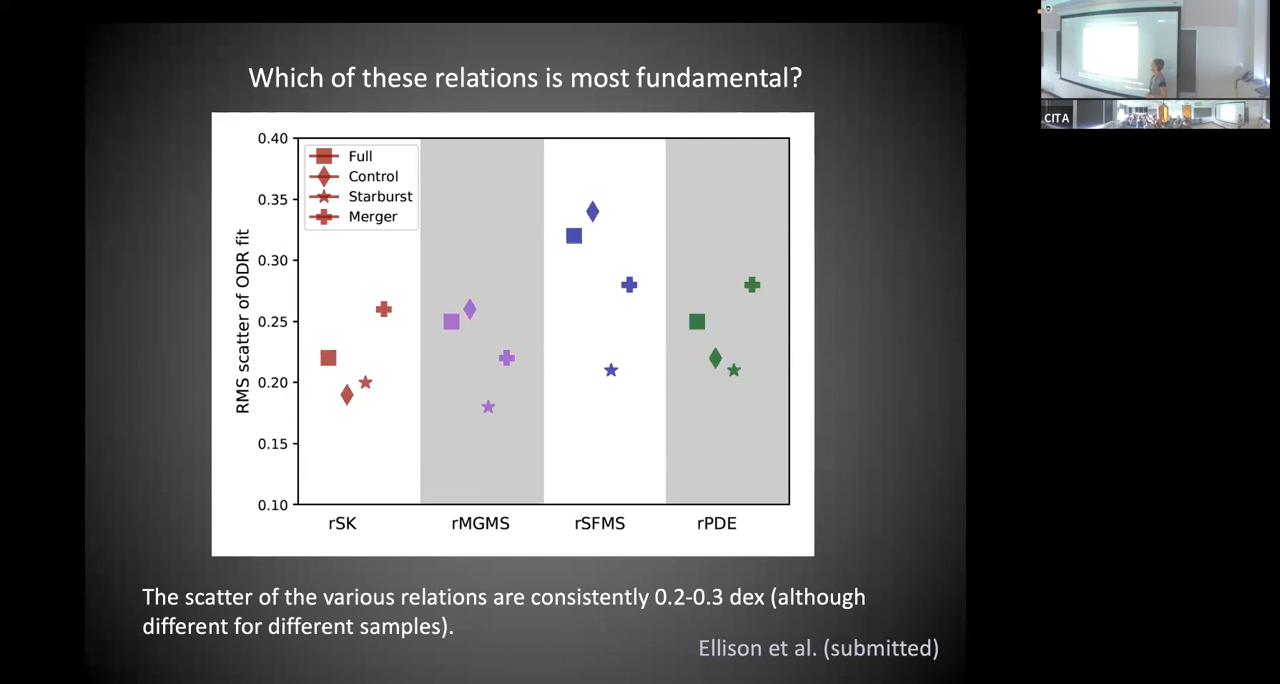 Which of these relations is most fundamental?
0.40
0.35
0.30
0.25
0.20
0.15
0.10
RMS scatter of ODR fit
Full
Control
Starburst
Merger
rSK
rMGMS
rSFMS
rPDE
The scatter of the various relations are consistently 0.2-0.3 dex (although
different for different samples).
Ellison et al. (submitted)
CITA